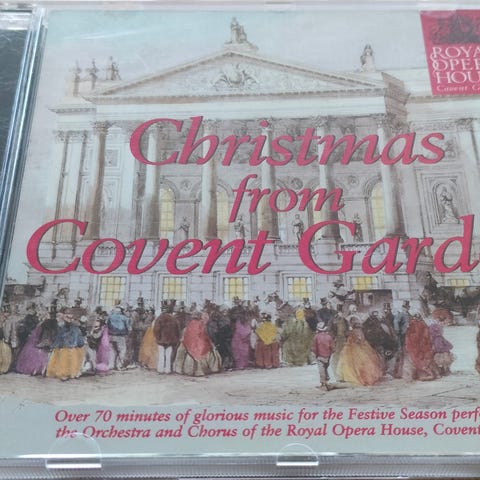 ROYAL
OPERA
HOUSE
Covent G
Christmas
from
Covent Gard
Over 70 minutes of glorious music for the Festive Season perf
the Orchestra and Chorus of the Royal Opera House, Covent